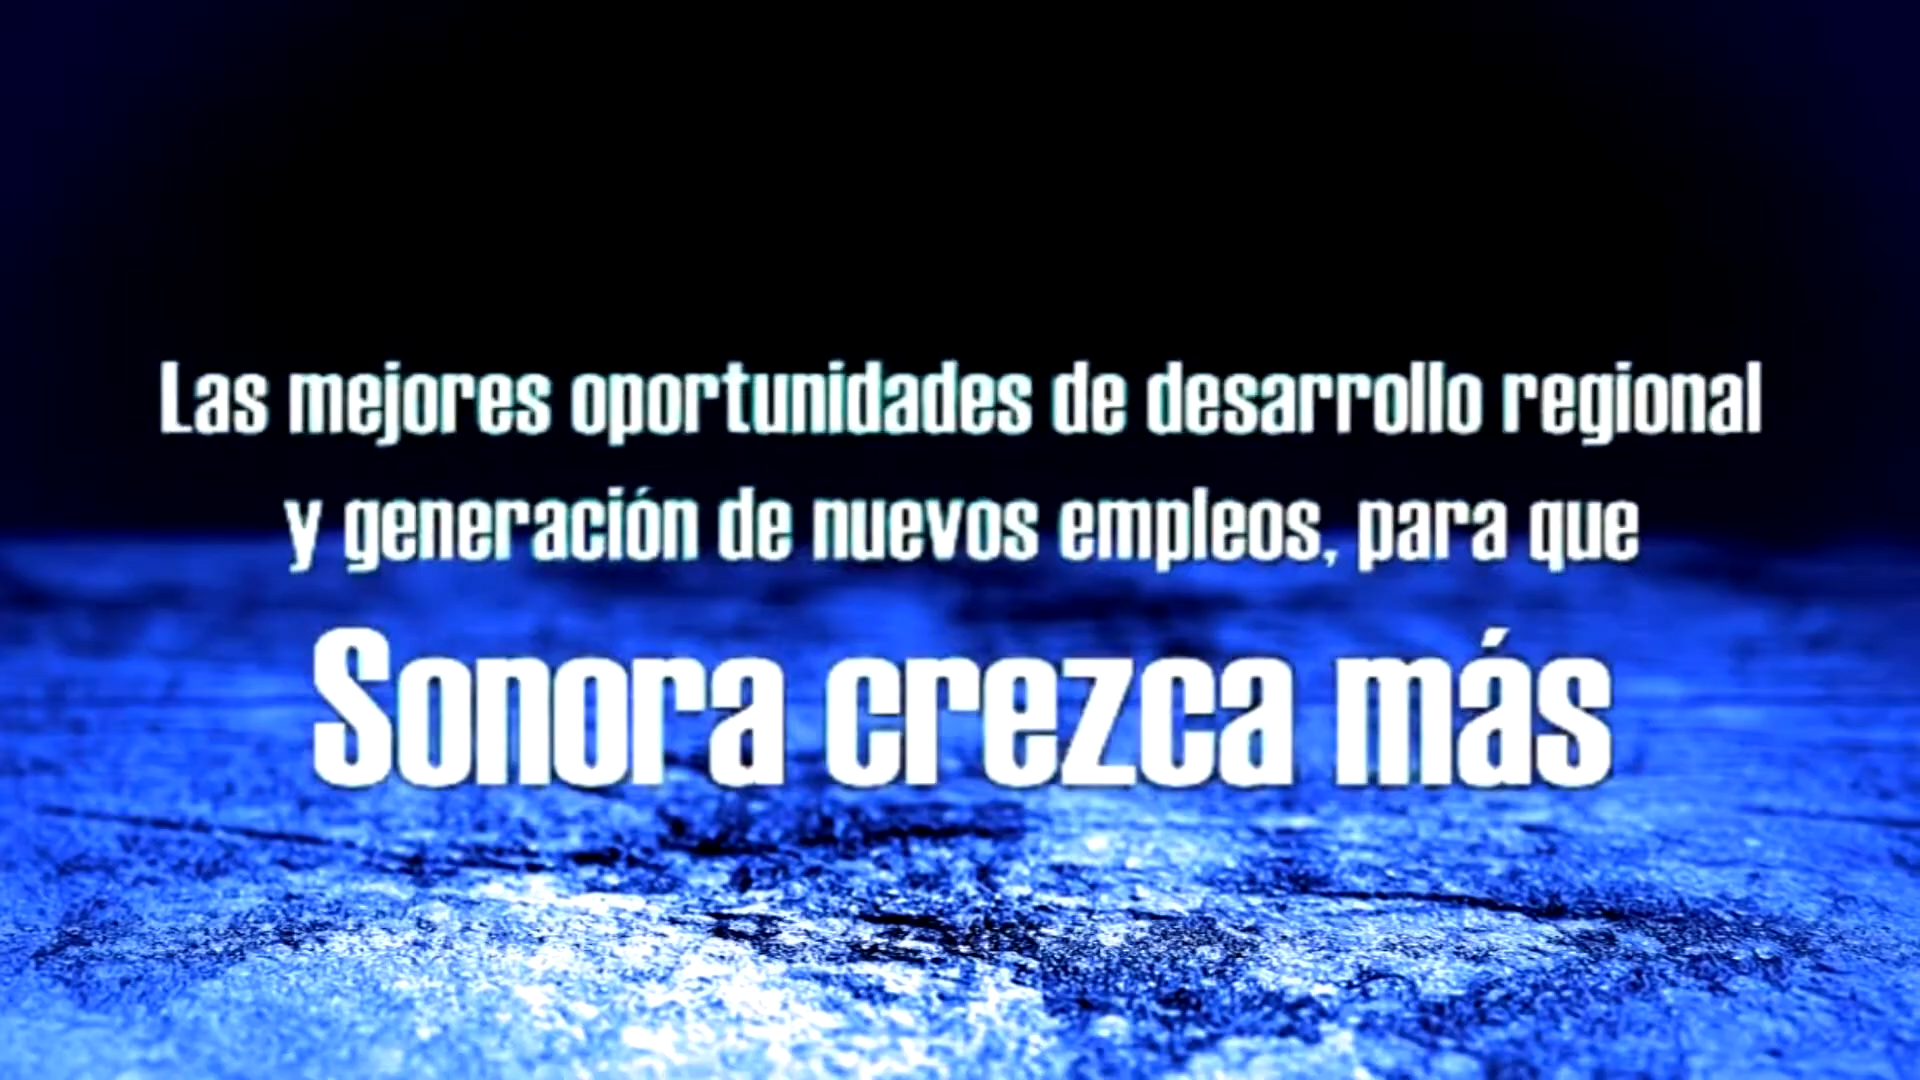 Las mejores oportunidades de desarrollo regional
y generación de nuevos empleos, para que
Sonora crezca más